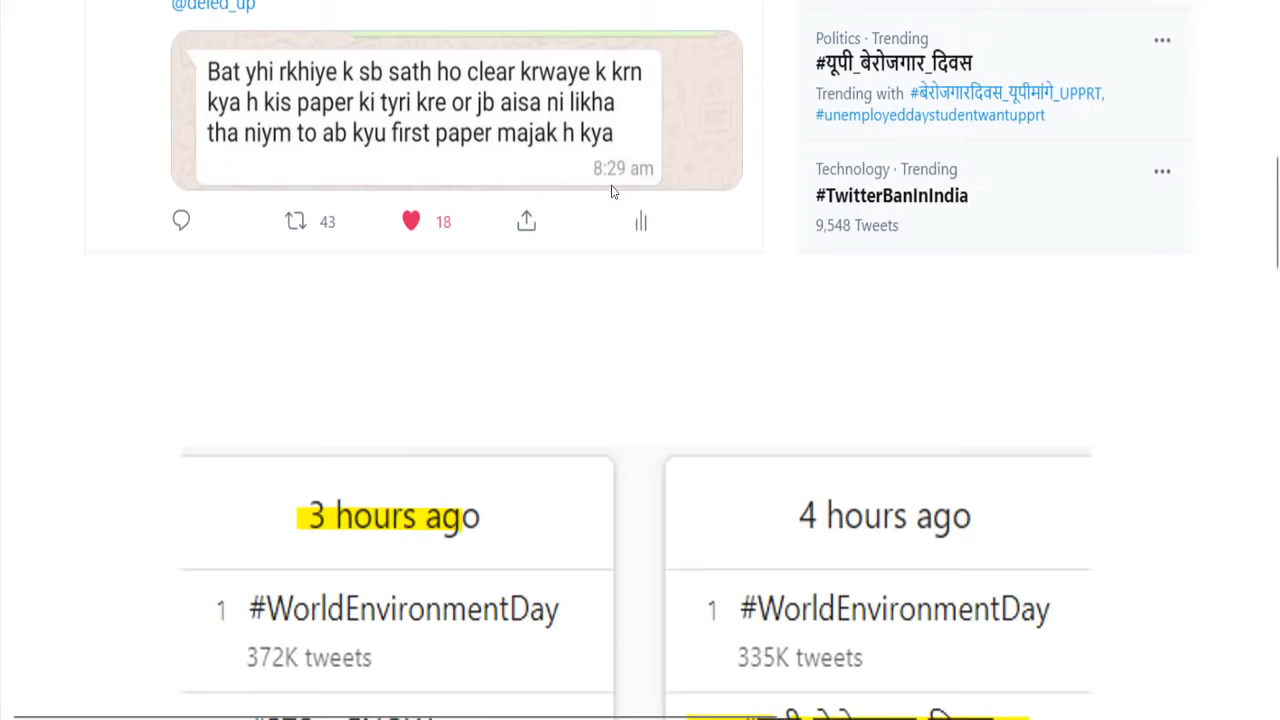 @deled_up
Bat yhi rkhiye k sb sath ho clear krwaye k krn
kya h kis paper ki tyri kre or jb aisa ni likha
tha niym to ab kyu first paper majak h kya
8:29 am
43
18
Politics · Trending
#यूपी_बेरोजगार_दिवस
Trending with #बेरोजगारदिवस_यूपीमांगे_UPPRT,
#unemployeddaystudentwantupprt
Technology · Trending
#TwitterBanInIndia
9,548 Tweets
3 hours ago
1 #WorldEnvironmentDay
372K tweets
4 hours ago
1 #WorldEnvironmentDay
335K tweets